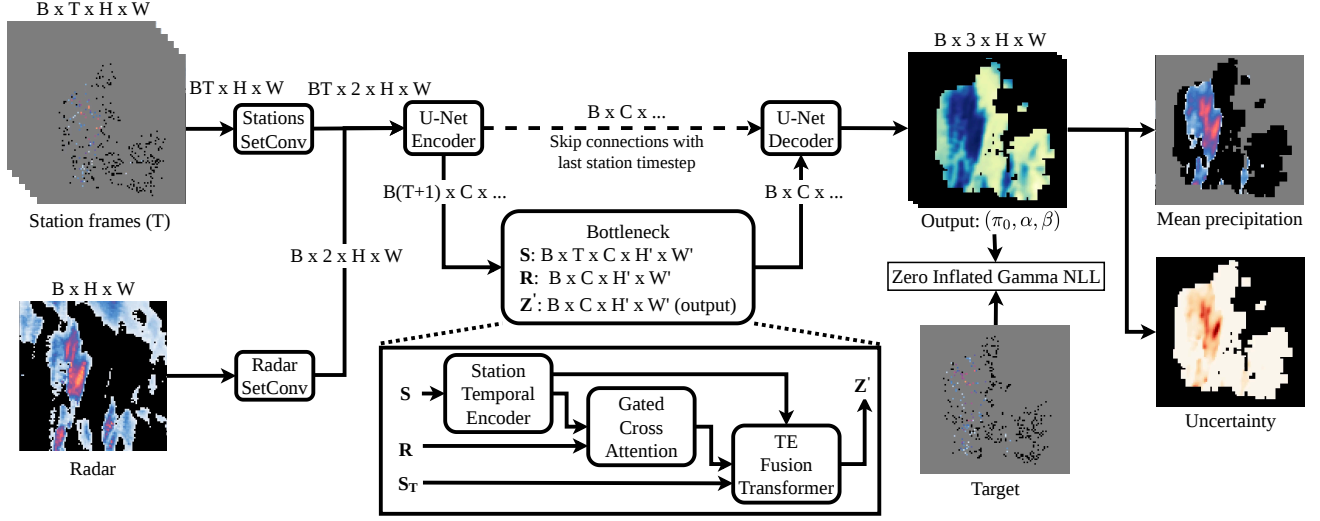 B x T x H x W
Station frames (T)
BT x H x W
Stations
SetConv
BT x 2 x H x W
U-Net
Encoder
B x C x ...
Skip connections with
last station timestep
U-Net
Decoder
B x 3 x H x W
Output: (π₀, α, β)
Mean precipitation
B(T+1) x C x ...
B x C x ...
Bottleneck
S: B x T x C x H' x W'
R: B x C x H' x W'
Z': B x C x H' x W' (output)
B x 2 x H x W
Zero Inflated Gamma NLL
B x H x W
Radar
Radar
SetConv
S
Station
Temporal
Encoder
R
Gated
Cross
Attention
S_T
TE
Fusion
Transformer
Z'
Target
Uncertainty